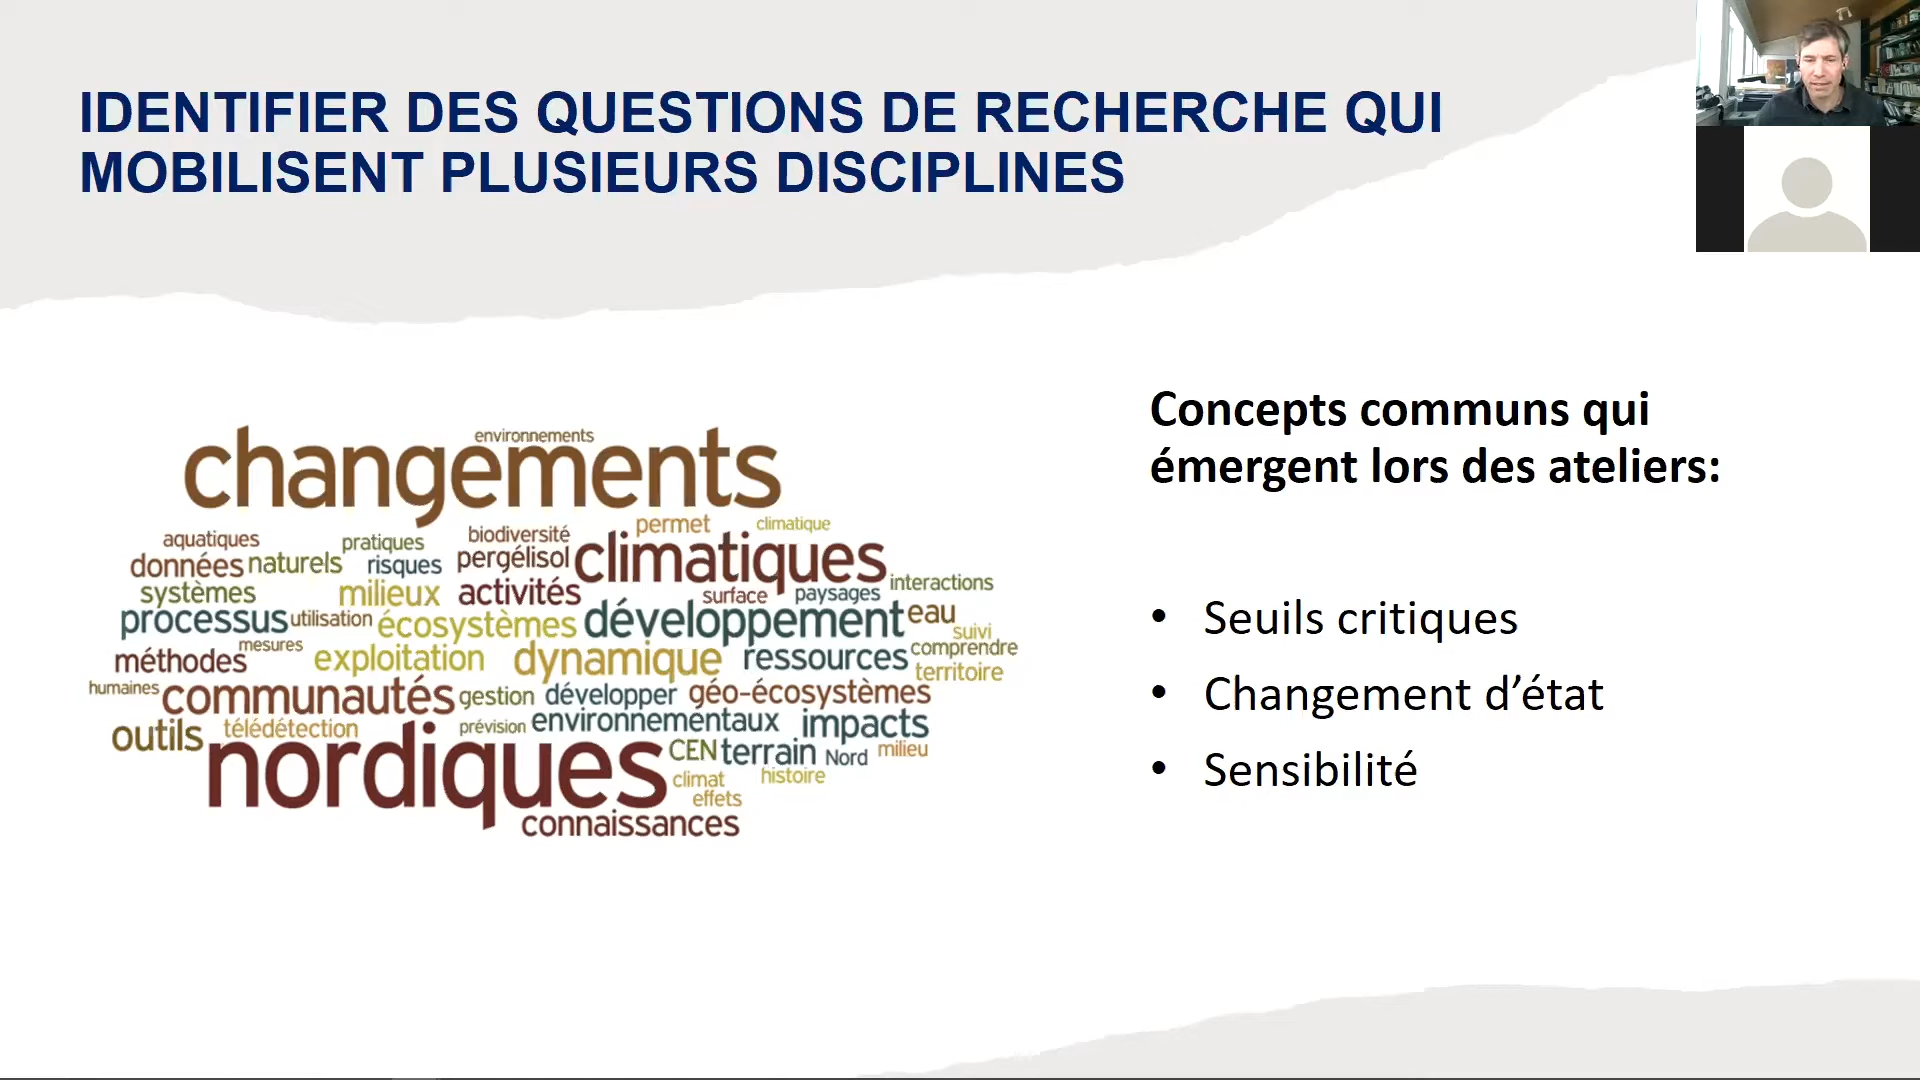 IDENTIFIER DES QUESTIONS DE RECHERCHE QUI
MOBILISENT PLUSIEURS DISCIPLINES
Concepts communs qui
émergent lors des ateliers:
• Seuils critiques
• Changement d’état
• Sensibilité
environnements
changements
permet climatique
aquatiques pratiques biodiversité
données naturels risques pergélisol climatiques
interactions
systèmes milieux activités surface paysages
processus utilisation écosystèmes développement eau
suivi
mesures comprendre
méthodes exploitation dynamique ressources
territoire
humaines communautés gestion développer géo-écosystèmes
outils télédétection prévision environnementaux impacts
nordiques CEN terrain Nord milieu
climat histoire
effets
connaissances